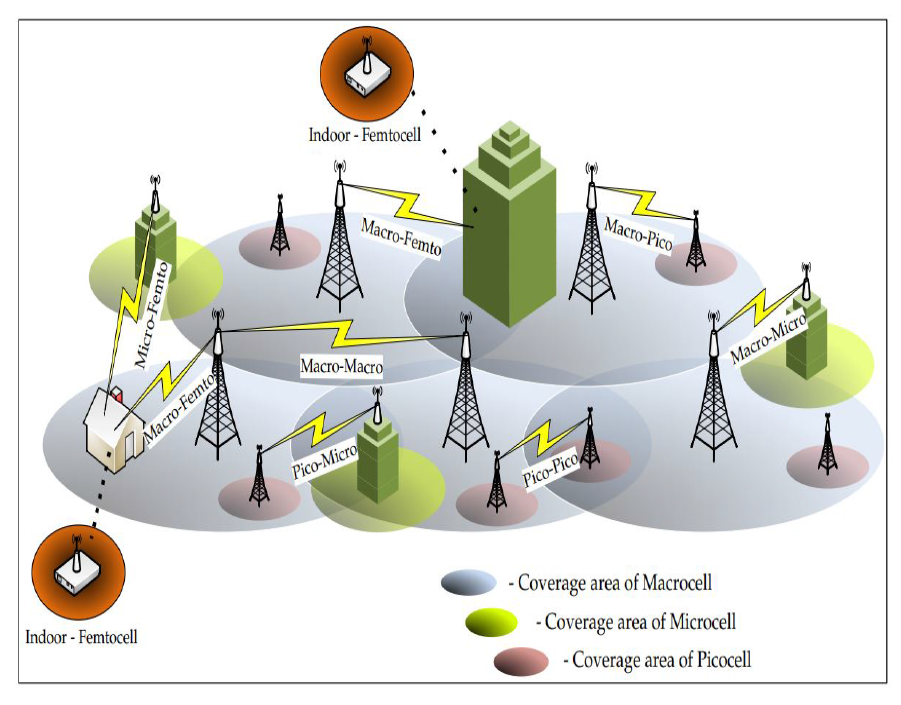 Indoor - Femtocell
Macro-Femto
Macro-Pico
Micro-Femto
Macro-Micro
Macro-Macro
Macro-Femto
Pico-Micro
Pico-Pico
- Coverage area of Macrocell
- Coverage area of Microcell
Indoor - Femtocell
- Coverage area of Picocell